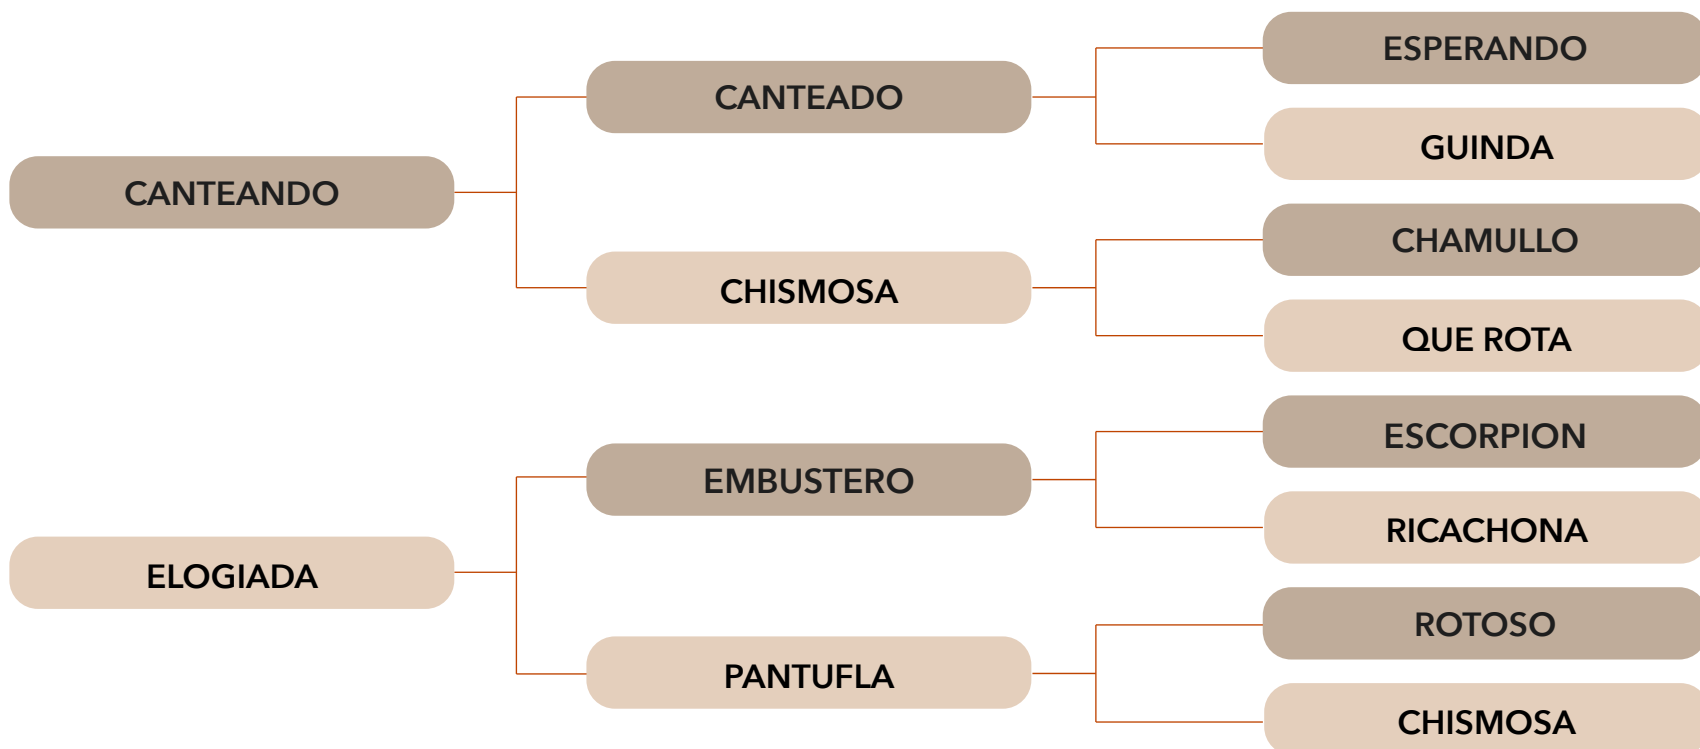 CANTEANDO
CANTEADO
ESPERANDO
GUINDA
CHISMOSA
CHAMULLO
QUE ROTA
ELOGIADA
EMBUSTERO
ESCORPION
RICACHONA
PANTUFLA
ROTOSO
CHISMOSA